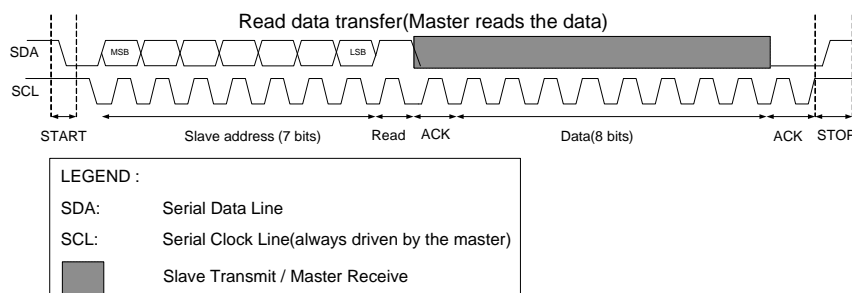 Read data transfer(Master reads the data)
SDA
MSB
LSB
SCL
START
Slave address (7 bits)
Read
ACK
Data(8 bits)
ACK
STOP
LEGEND :
SDA: Serial Data Line
SCL: Serial Clock Line(always driven by the master)
Slave Transmit / Master Receive